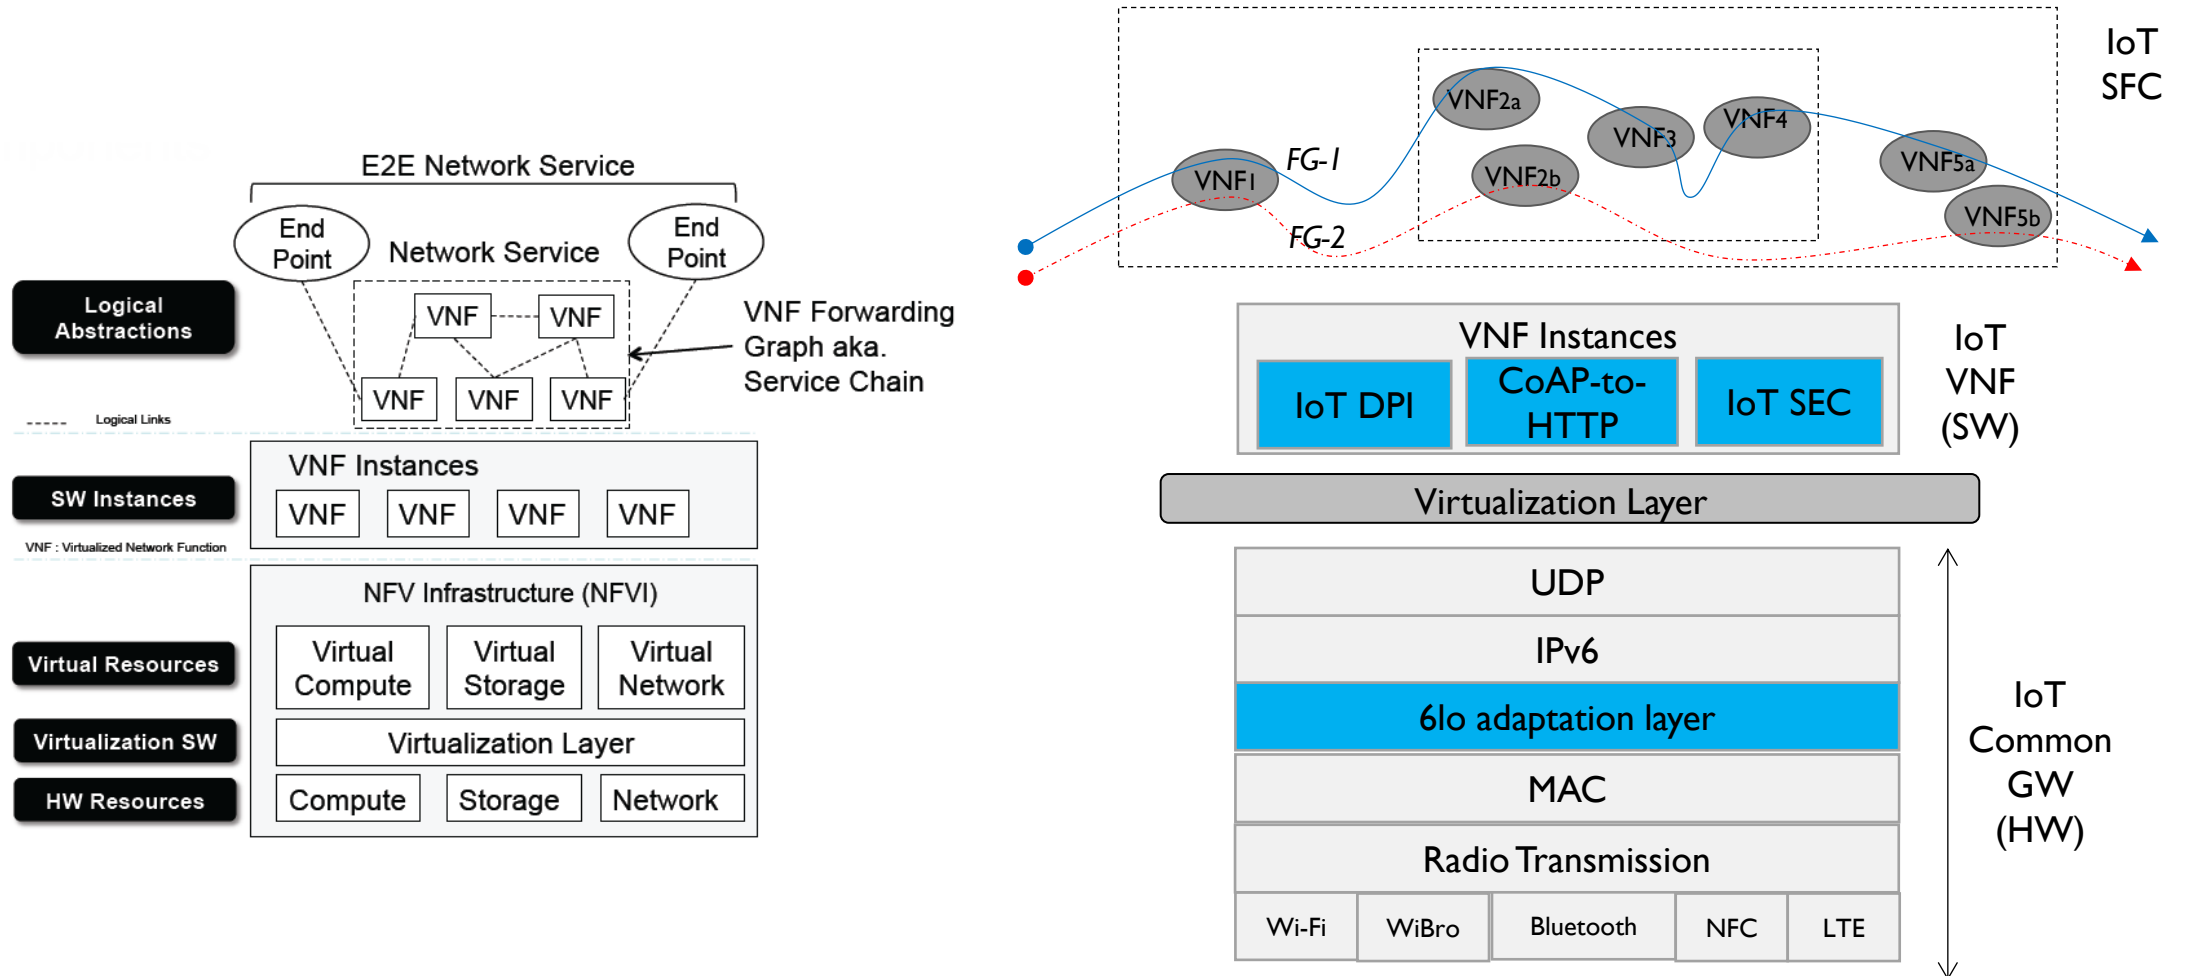 E2E Network Service
End
Point
Network Service
End
Point
Logical
Abstractions
VNF
VNF
VNF
VNF
VNF
VNF Forwarding
Graph aka.
Service Chain
Logical Links
SW Instances
VNF Instances
VNF
VNF
VNF
VNF
VNF : Virtualized Network Function
NFV Infrastructure (NFVI)
Virtual Resources
Virtual
Compute
Virtual
Storage
Virtual
Network
Virtualization SW
Virtualization Layer
HW Resources
Compute
Storage
Network
IoT
SFC
VNF1
FG-1
FG-2
VNF2a
VNF2b
VNF3
VNF4
VNF5a
VNF5b
VNF Instances
IoT DPI
CoAP-to-
HTTP
IoT SEC
IoT
VNF
(SW)
Virtualization Layer
UDP
IPv6
6lo adaptation layer
MAC
Radio Transmission
Wi-Fi
WiBro
Bluetooth
NFC
LTE
IoT
Common
GW
(HW)